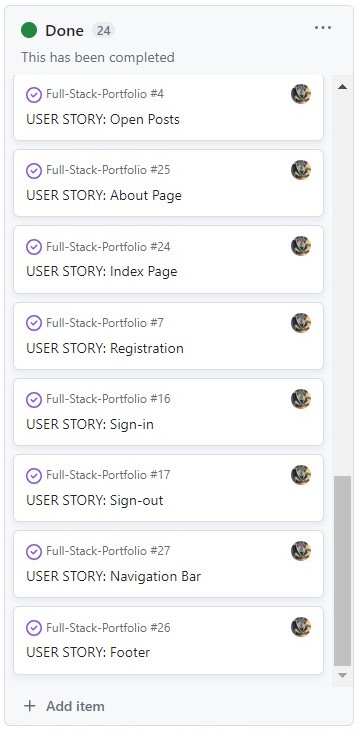 Done 24
This has been completed
Full-Stack-Portfolio #4
USER STORY: Open Posts
Full-Stack-Portfolio #25
USER STORY: About Page
Full-Stack-Portfolio #24
USER STORY: Index Page
Full-Stack-Portfolio #7
USER STORY: Registration
Full-Stack-Portfolio #16
USER STORY: Sign-in
Full-Stack-Portfolio #17
USER STORY: Sign-out
Full-Stack-Portfolio #27
USER STORY: Navigation Bar
Full-Stack-Portfolio #26
USER STORY: Footer
Add item